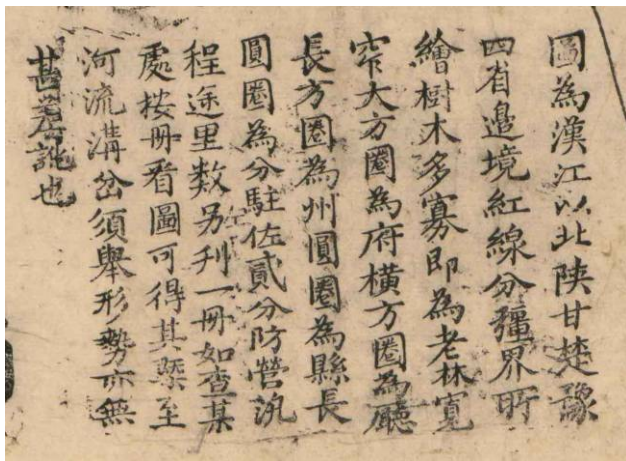 圖為漢江以北陝甘楚豫
四省邉境紅線分疆界所
繪樹木多寡即為老林寛
窄大方圈為府橫方圈為廳
長方圈為州圓圈為縣長
圓圈為分駐佐貳分防營汛
程途里数另刋一冊如查某
處按冊看圖可得其槩至
河流溝岔須舉形勢亦無
甚差訛也